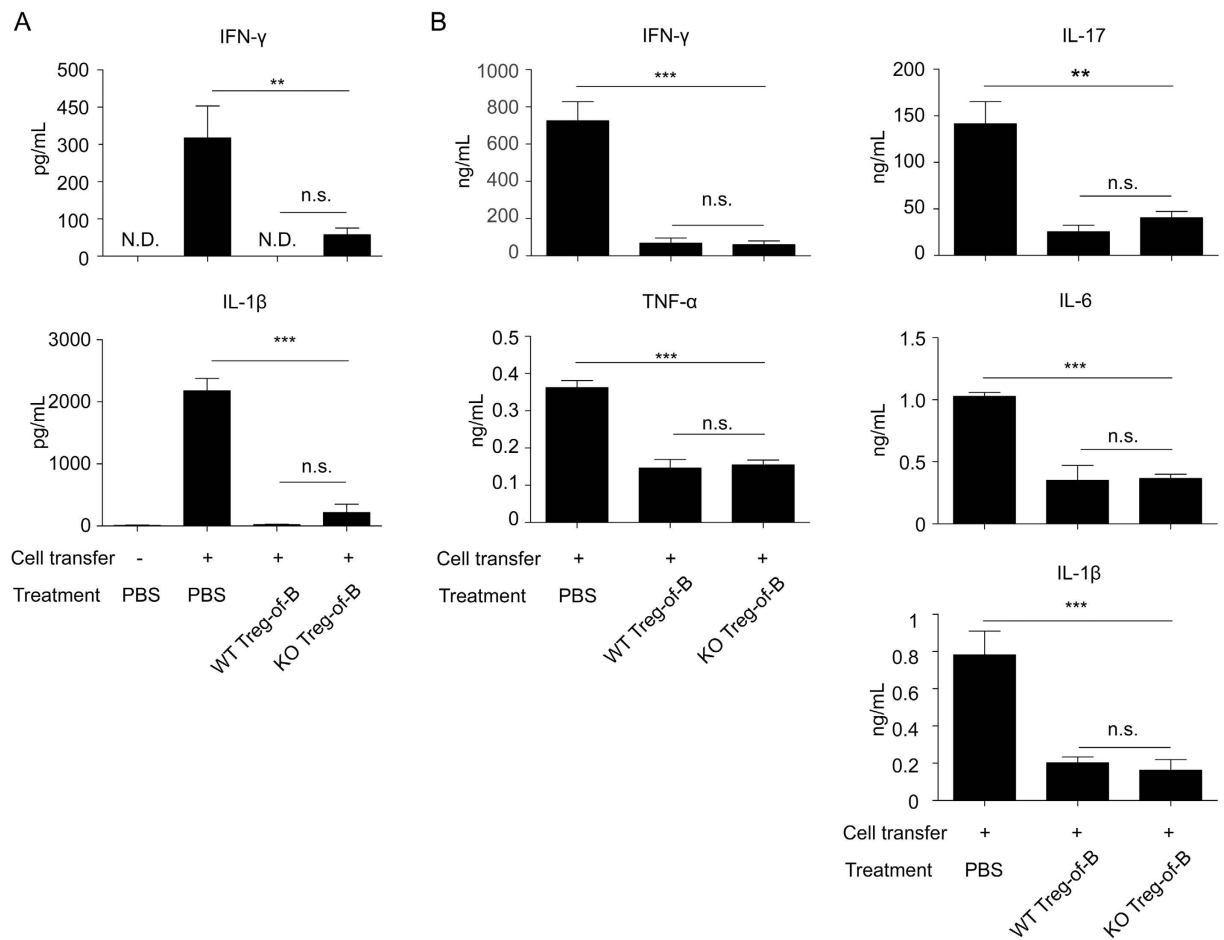 A
IFN-γ
500
450
300
200
100
0
pg/mL
**
n.s.
N.D.
N.D.
IL-1β
3000
2000
1000
0
pg/mL
***
n.s.
Cell transfer - + + +
Treatment PBS PBS WT Treg-of-B KO Treg-of-B
B
IFN-γ
1000
800
600
400
200
0
ng/mL
***
n.s.
TNF-α
0.5
0.4
0.3
0.2
0.1
0
ng/mL
***
n.s.
Cell transfer + + +
Treatment PBS WT Treg-of-B KO Treg-of-B
IL-17
200
150
100
50
0
ng/mL
**
n.s.
IL-6
1.5
1.0
0.5
0
ng/mL
***
n.s.
IL-1β
1
0.8
0.6
0.4
0.2
0
ng/mL
***
n.s.
Cell transfer + + +
Treatment PBS WT Treg-of-B KO Treg-of-B